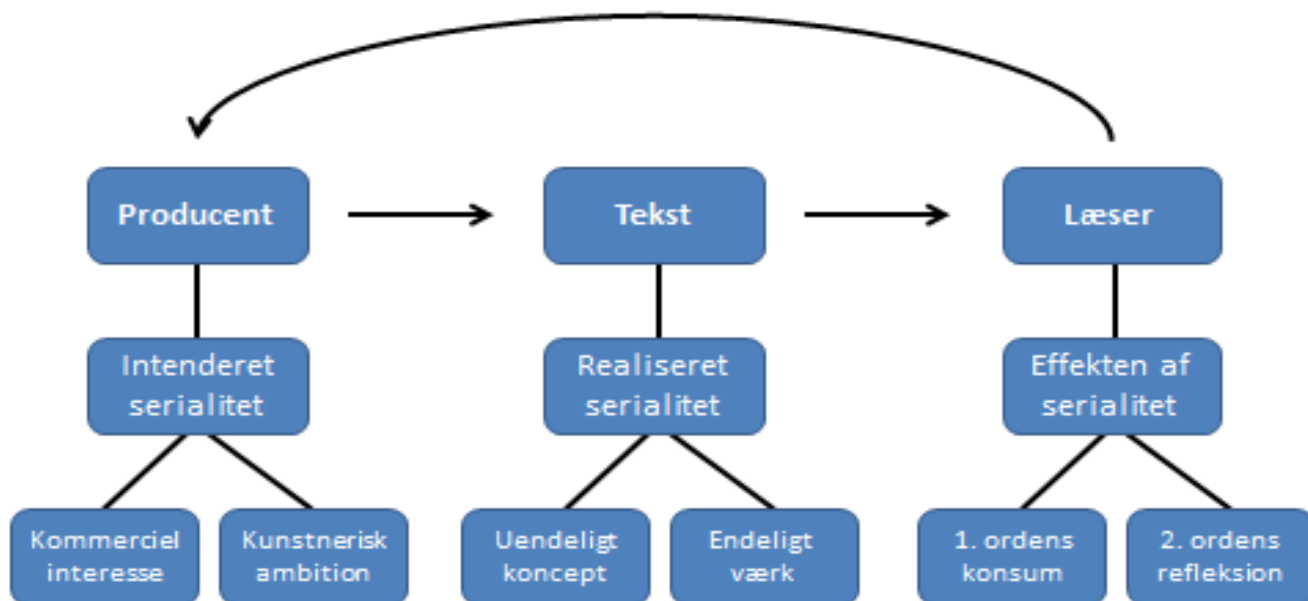 Producent
Tekst
Læser
Intenderet
serialitet
Realiseret
serialitet
Effekten af
serialitet
Kommerciel
interesse
Kunstnerisk
ambition
Uendeligt
koncept
Endeligt
værk
1. ordens
konsum
2. ordens
refleksion